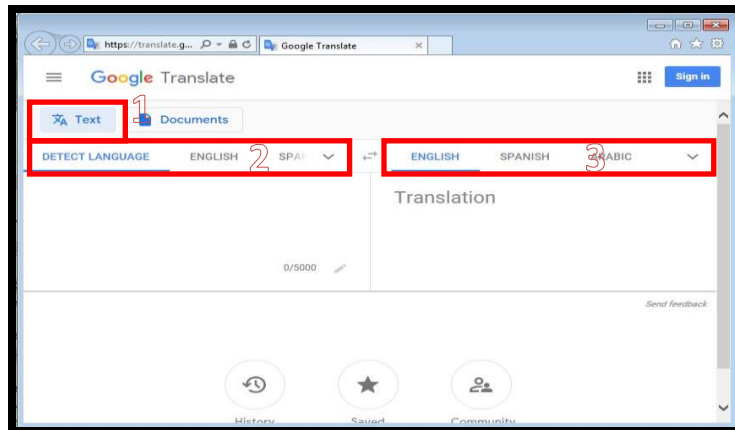 https://translate.g... Google Translate
Google Translate Sign in
1
Text Documents
DETECT LANGUAGE ENGLISH SPAI 2 ENGLISH SPANISH ARABIC 3
Translation
0/5000
Send feedback
History Saved Community